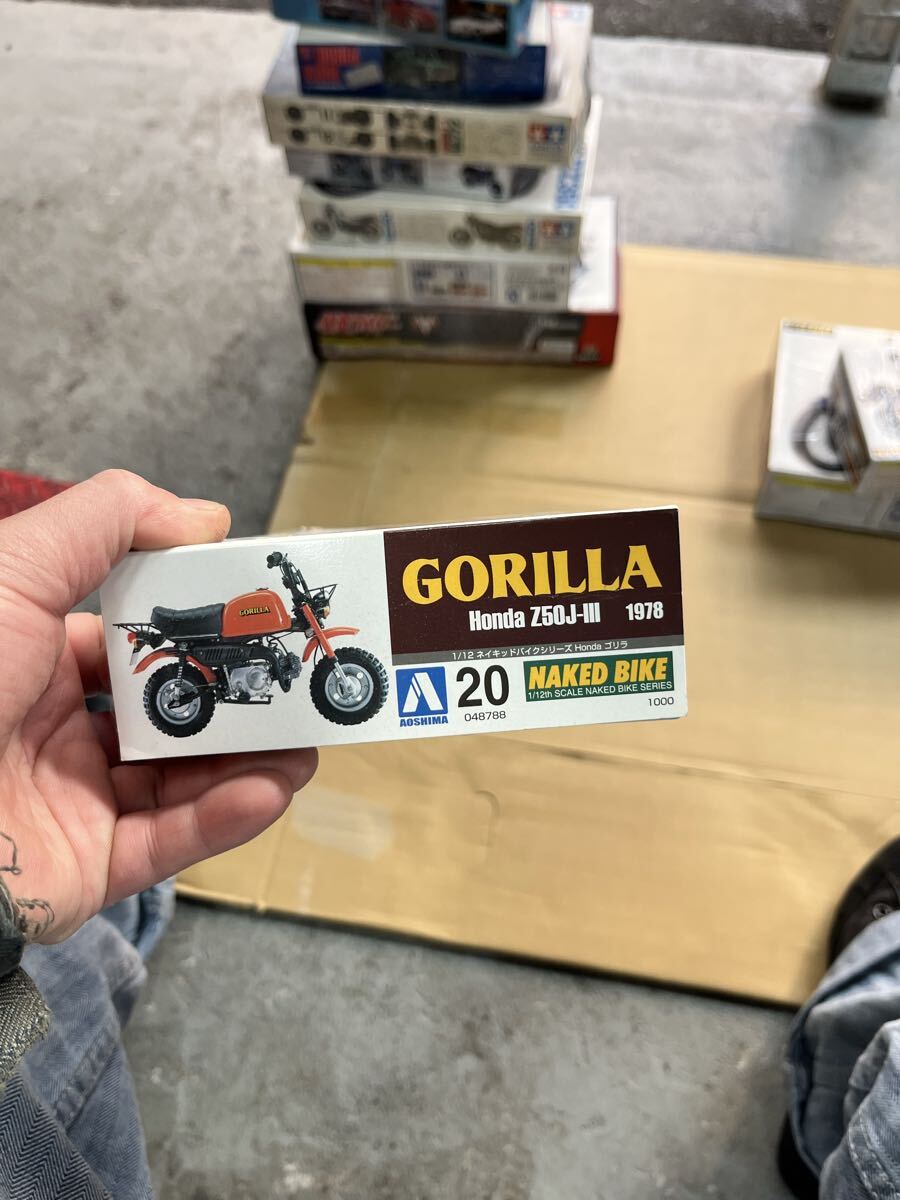 GORILLA
GORILLA
Honda Z50J-III 1978
1/12 ネイキッドバイクシリーズ Honda ゴリラ
AOSHIMA
20
048788
NAKED BIKE
1/12th SCALE NAKED BIKE SERIES
1000